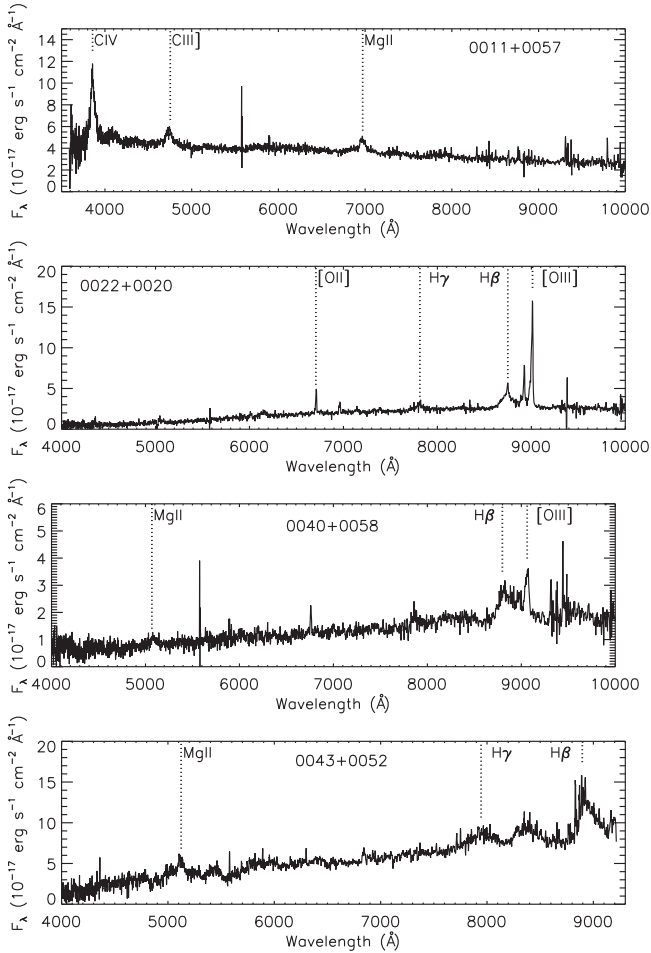 CIV
CIII]
MgII
0011+0057
14
12
10
8
6
4
2
0
F_λ (10⁻¹⁷ erg s⁻¹ cm⁻² Å⁻¹)
4000 5000 6000 7000 8000 9000 10000
Wavelength (Å)
[OII]
Hγ
Hβ
[OIII]
0022+0020
20
15
10
5
0
F_λ (10⁻¹⁷ erg s⁻¹ cm⁻² Å⁻¹)
4000 5000 6000 7000 8000 9000 10000
Wavelength (Å)
MgII
Hβ
[OIII]
0040+0058
6
5
4
3
2
1
0
F_λ (10⁻¹⁷ erg s⁻¹ cm⁻² Å⁻¹)
4000 5000 6000 7000 8000 9000 10000
Wavelength (Å)
MgII
Hγ
Hβ
0043+0052
20
15
10
5
0
F_λ (10⁻¹⁷ erg s⁻¹ cm⁻² Å⁻¹)
4000 5000 6000 7000 8000 9000
Wavelength (Å)